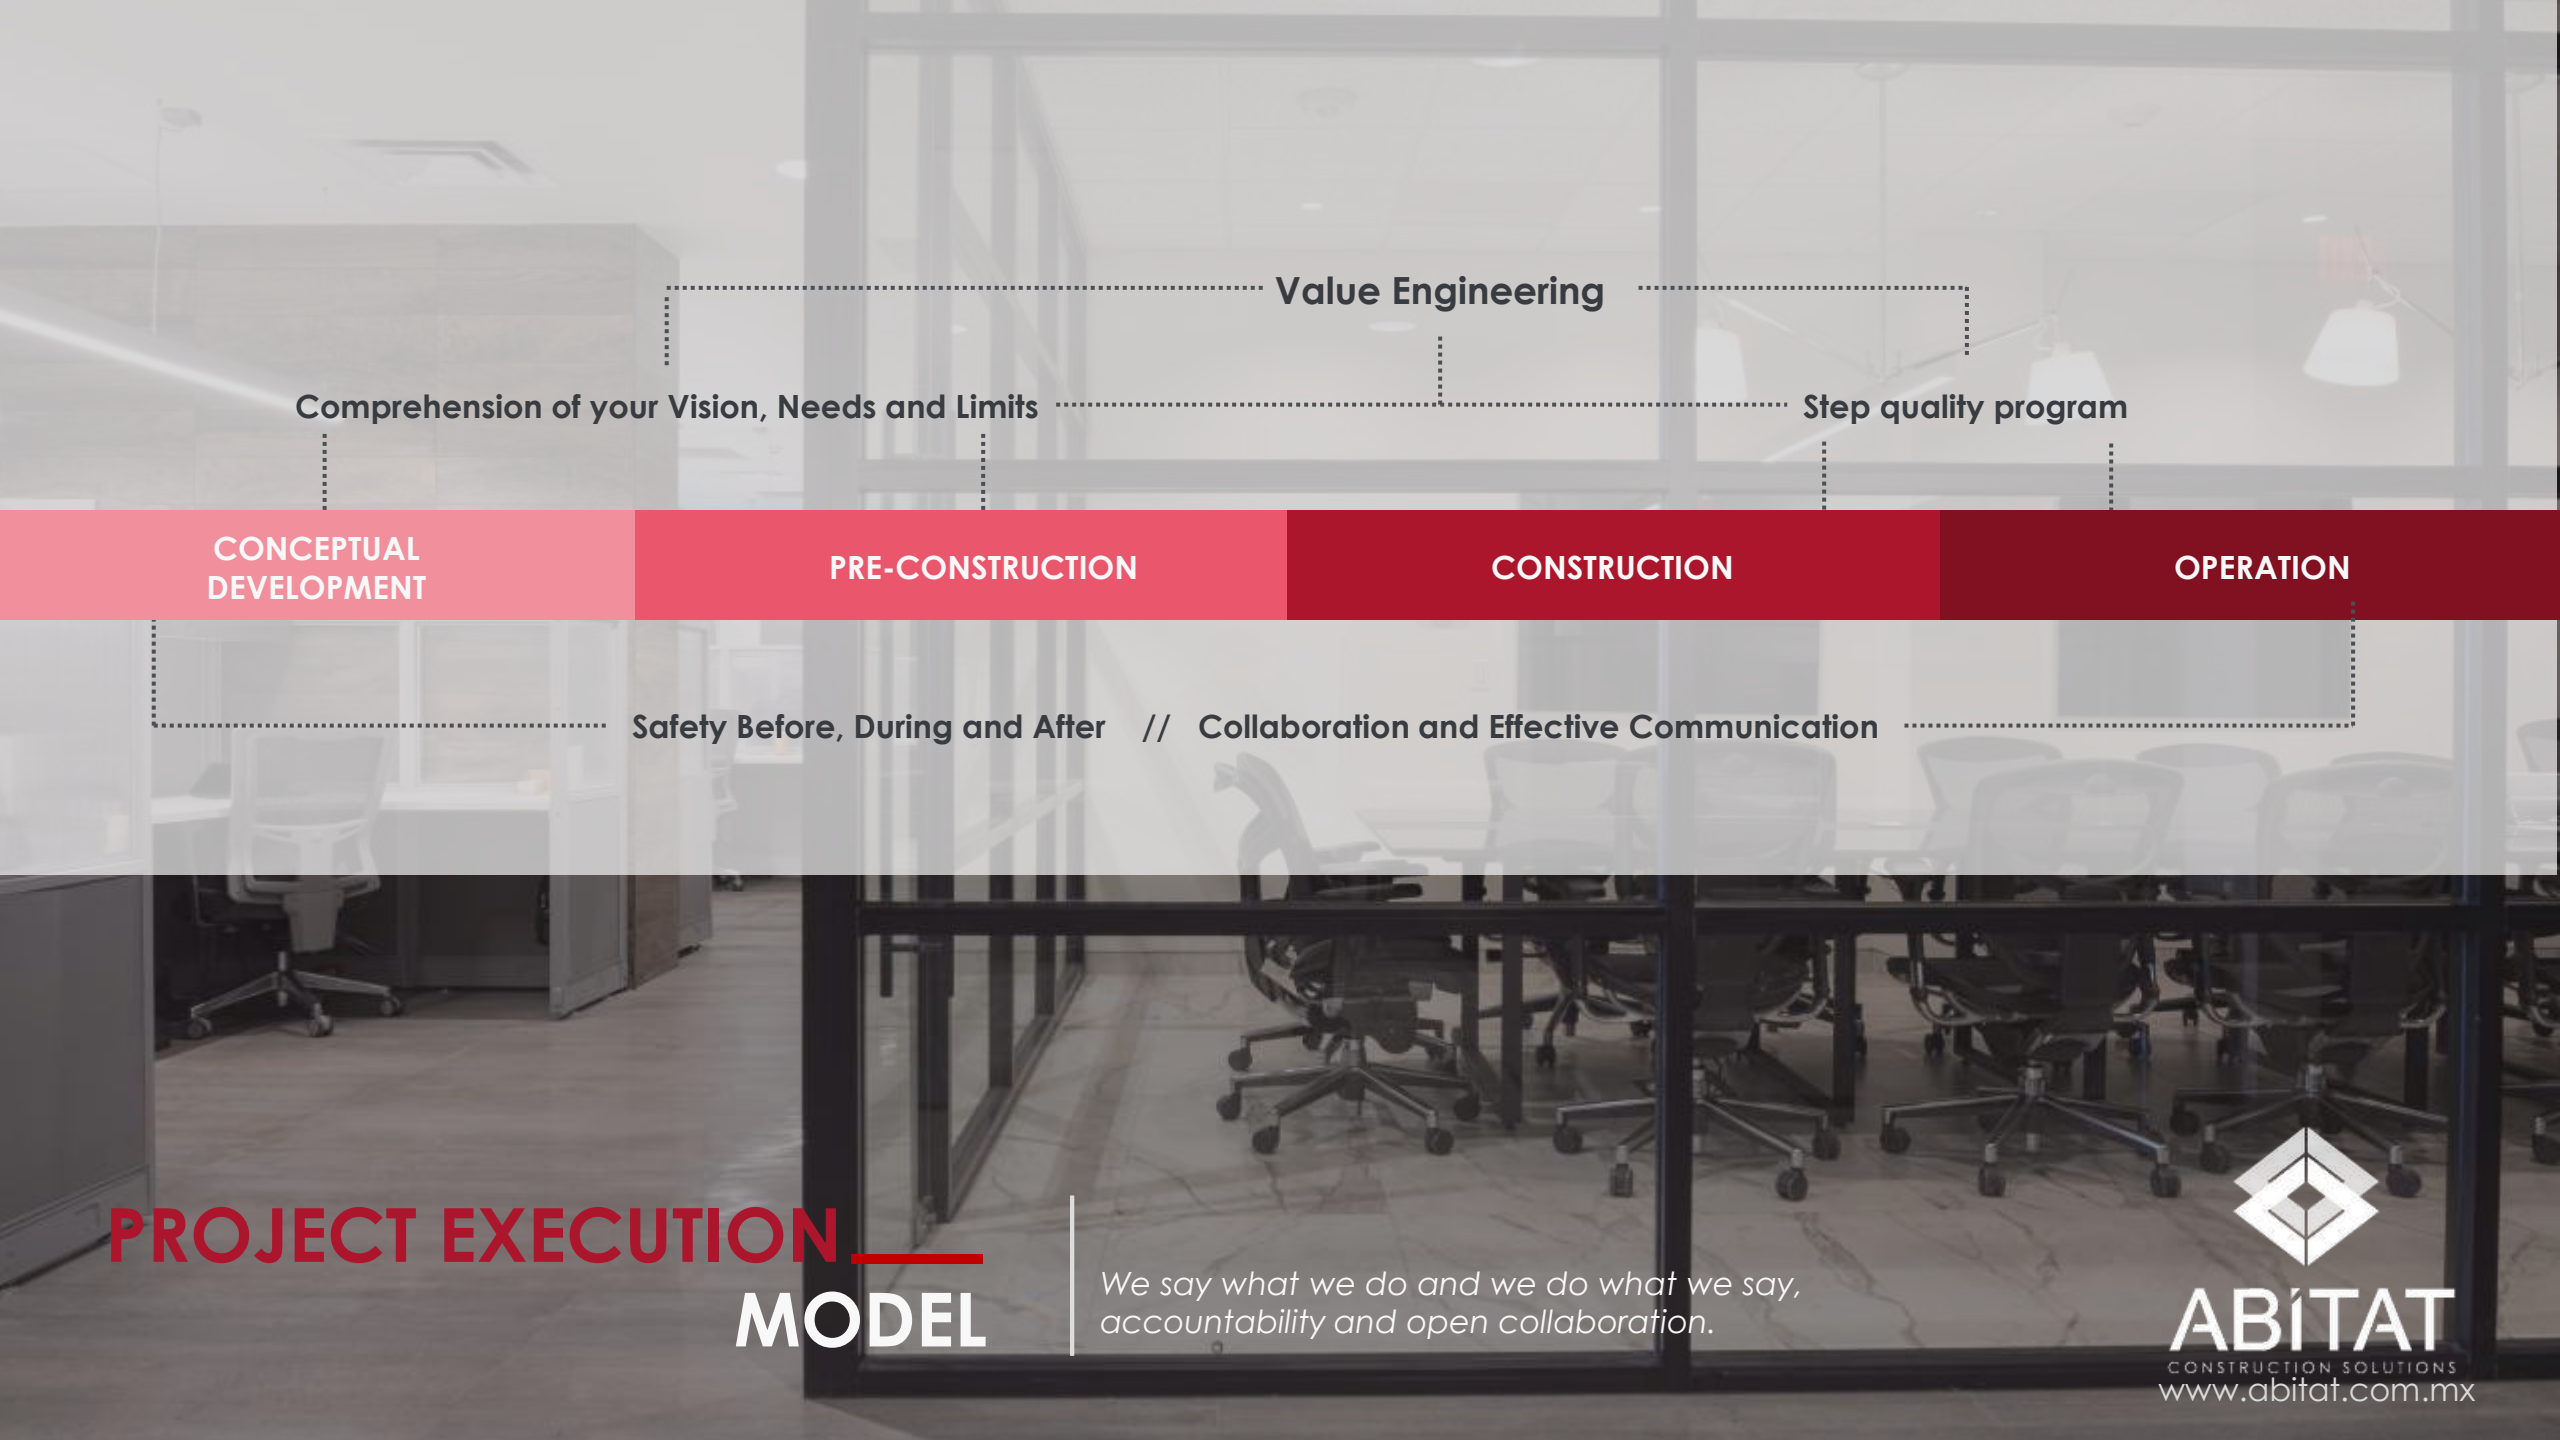 Value Engineering
Comprehension of your Vision, Needs and Limits
Step quality program
CONCEPTUAL
DEVELOPMENT
PRE-CONSTRUCTION
CONSTRUCTION
OPERATION
Safety Before, During and After // Collaboration and Effective Communication
PROJECT EXECUTION
MODEL
We say what we do and we do what we say,
accountability and open collaboration.
ABiTAT
CONSTRUCTION SOLUTIONS
www.abitat.com.mx